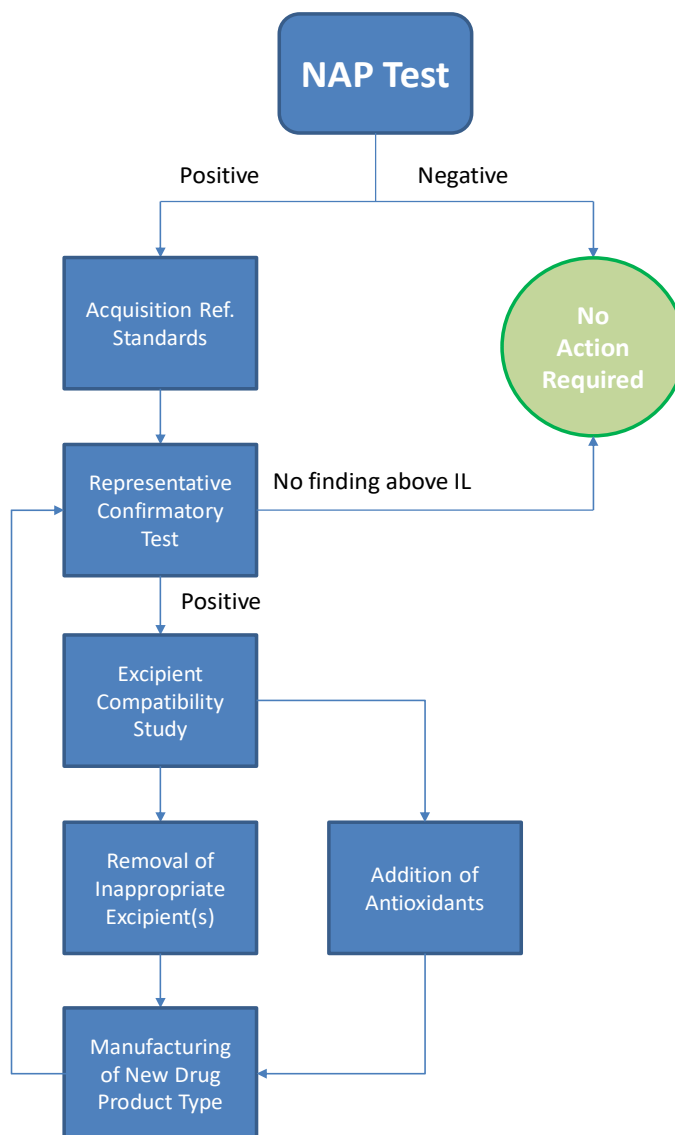 NAP Test
Positive
Negative
Acquisition Ref.
Standards
No
Action
Required
Representative
Confirmatory
Test
No finding above IL
Positive
Excipient
Compatibility
Study
Removal of
Inappropriate
Excipient(s)
Addition of
Antioxidants
Manufacturing
of New Drug
Product Type